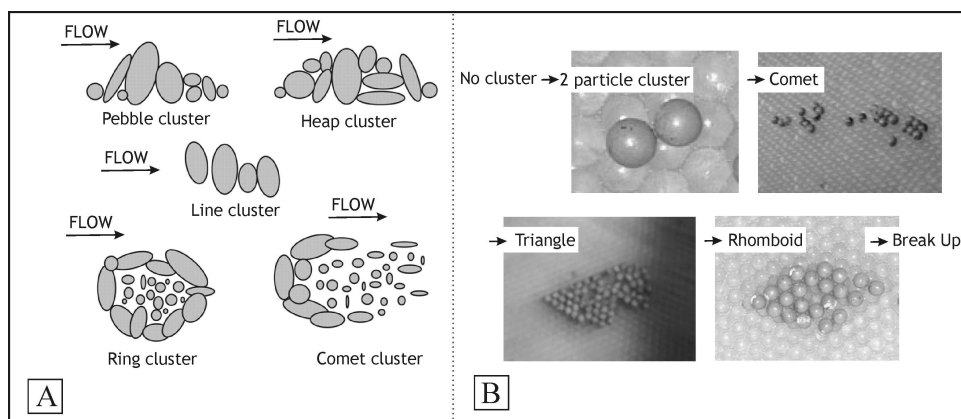 FLOW
Pebble cluster
FLOW
Heap cluster
FLOW
Line cluster
FLOW
Ring cluster
FLOW
Comet cluster
A
No cluster
2 particle cluster
Comet
Triangle
Rhomboid
Break Up
B